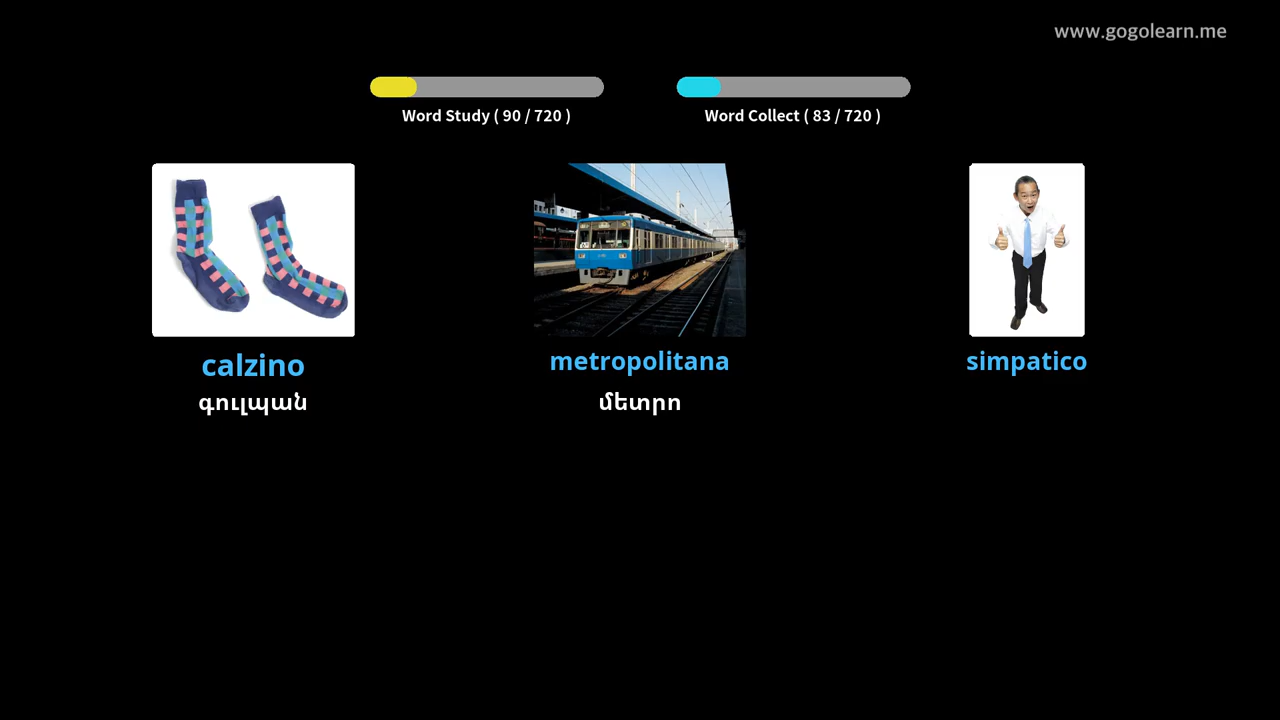 www.gogolearn.me
Word Study ( 90 / 720 )
Word Collect ( 83 / 720 )
calzino
metropolitana
simpatico
գուլպան
մետրո